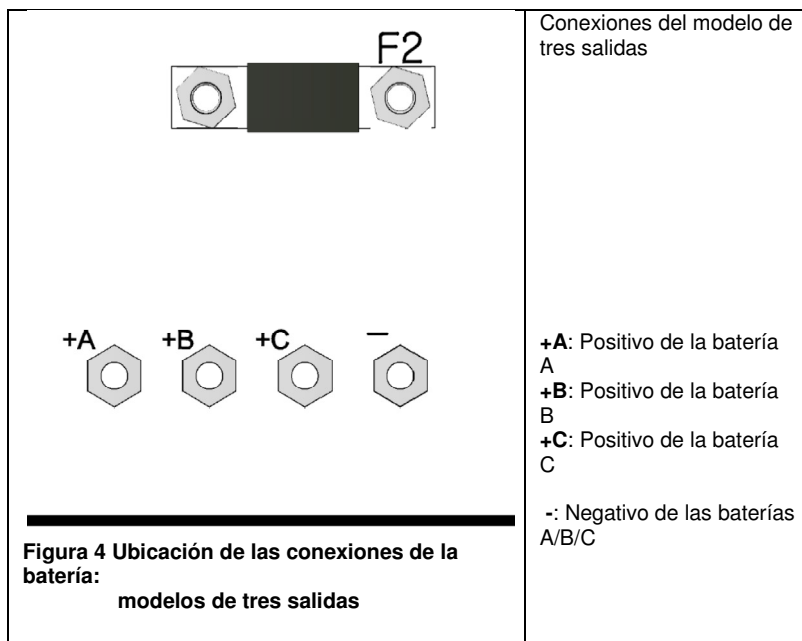 Conexiones del modelo de
tres salidas
F2
+A
+B
+C
–
+A: Positivo de la batería
A
+B: Positivo de la batería
B
+C: Positivo de la batería
C
-: Negativo de las baterías
A/B/C
Figura 4 Ubicación de las conexiones de la
batería:
modelos de tres salidas